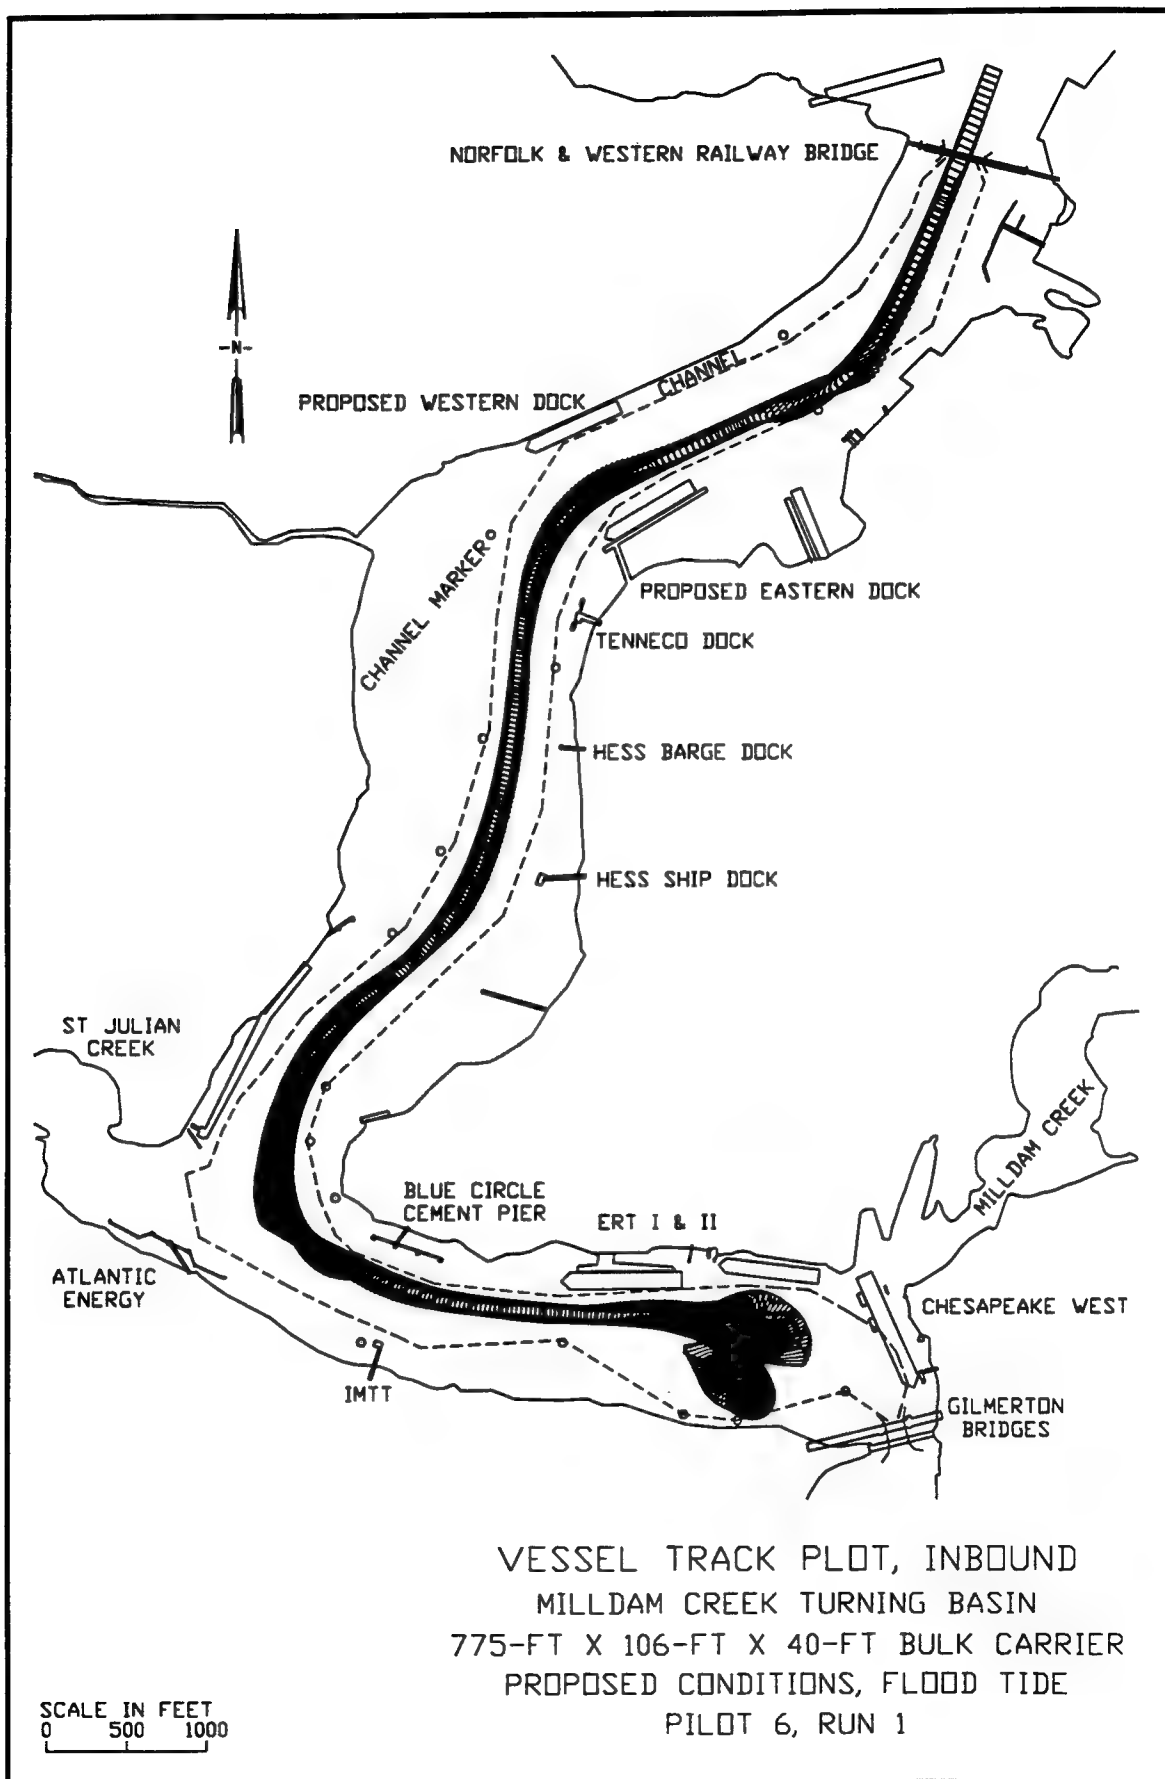 NORFOLK & WESTERN RAILWAY BRIDGE
-N-
CHANNEL
PROPOSED WESTERN DOCK
CHANNEL MARKER
PROPOSED EASTERN DOCK
TENNECO DOCK
HESS BARGE DOCK
HESS SHIP DOCK
ST JULIAN
CREEK
MILLDAM CREEK
BLUE CIRCLE
CEMENT PIER
ERT I & II
ATLANTIC
ENERGY
CHESAPEAKE WEST
IMTT
GILMERTON
BRIDGES
VESSEL TRACK PLOT, INBOUND
MILLDAM CREEK TURNING BASIN
775-FT X 106-FT X 40-FT BULK CARRIER
PROPOSED CONDITIONS, FLOOD TIDE
PILOT 6, RUN 1
SCALE IN FEET
0 500 1000